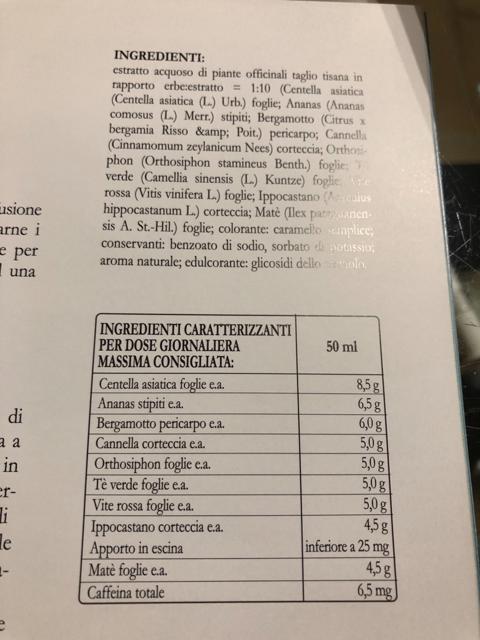 INGREDIENTI:
estratto acquoso di piante officinali taglio tisana in
rapporto erbe:estratto = 1:10 (Centella asiatica
(Centella asiatica (L.) Urb.) foglie; Ananas (Ananas
comosus (L.) Merr.) stipiti; Bergamotto (Citrus x
bergamia Risso &amp; Poit.) pericarpo; Cannella
(Cinnamomum zeylanicum Nees) corteccia; Orthosi-
phon (Orthosiphon stamineus Benth.) foglie;
verde (Camellia sinensis (L.) Kuntze) foglie;
rossa (Vitis vinifera L.) foglie; Ippocastano
hippocastanum L.) corteccia; Matè (Ilex
sis A. St.-Hil.) foglie; colorante: caramello semplice;
conservanti: benzoato di sodio, sorbato di potassio;
aroma naturale; edulcorante: glicosidi dello
usione
arne i
e per
una
INGREDIENTI CARATTERIZZANTI
PER DOSE GIORNALIERA
MASSIMA CONSIGLIATA:
50 ml
Centella asiatica foglie e.a. 8,5 g
Ananas stipiti e.a. 6,5 g
Bergamotto pericarpo e.a. 6,0 g
Cannella corteccia e.a. 5,0 g
Orthosiphon foglie e.a. 5,0 g
Tè verde foglie e.a. 5,0 g
Vite rossa foglie e.a. 5,0 g
Ippocastano corteccia e.a. 4,5 g
Apporto in escina inferiore a 25 mg
Matè foglie e.a. 4,5 g
Caffeina totale 6,5 mg
di
a a
in
er-
li
le